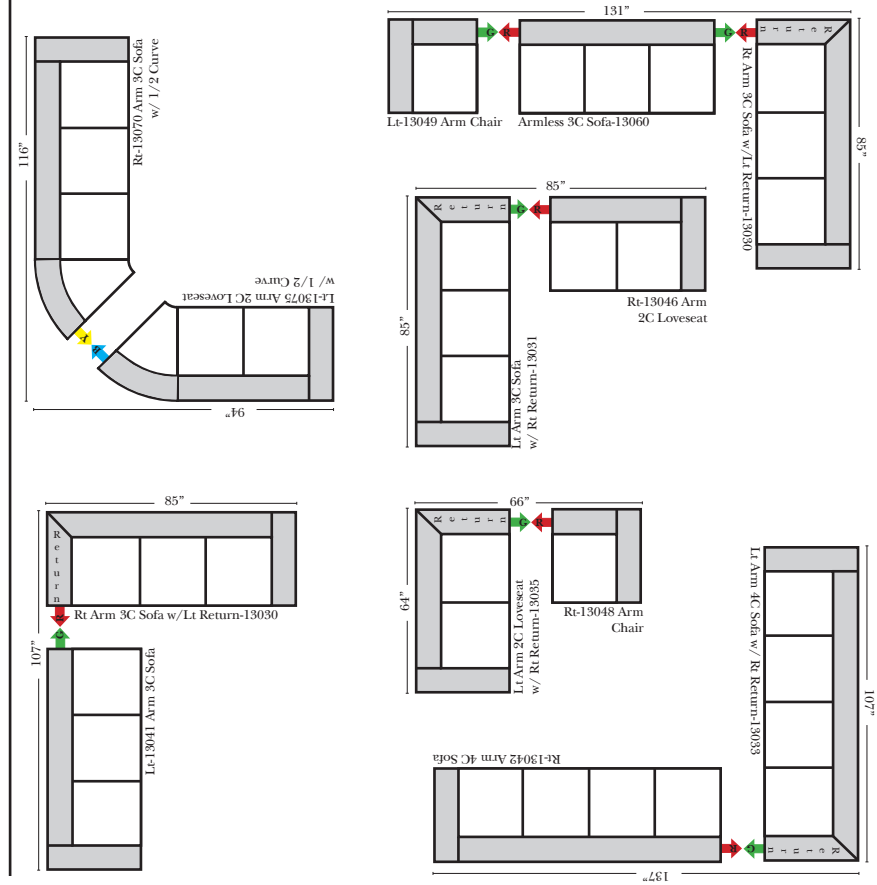 116”
Rt-13070 Arm 3C Sofa
w/ 1/2 Curve
Y
B
Lt-13075 Arm 2C Loveseat
w/ 1/2 Curve
94”
131”
G
R
G
R
Return
Lt-13049 Arm Chair
Armless 3C Sofa-13060
Rt Arm 3C Sofa w/Lt Return-13030
85”
85”
Return
G
R
85”
Rt-13046 Arm
2C Loveseat
Lt Arm 3C Sofa
w/ Rt Return-13031
85”
Return
R
G
Rt Arm 3C Sofa w/Lt Return-13030
107”
Lt-13041 Arm 3C Sofa
66”
Return
G
R
64”
Lt Arm 2C Loveseat
w/ Rt Return-13035
Rt-13048 Arm
Chair
Lt Arm 4C Sofa w/ Rt Return-13033
107”
Rt-13042 Arm 4C Sofa
R
G
Return
137”